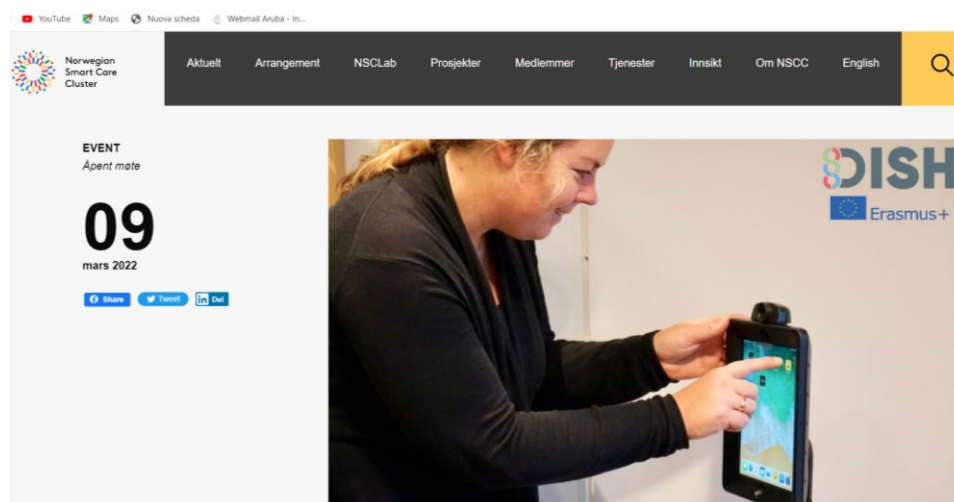 YouTube Maps Nuova scheda Webmail Aruba - In...
Norwegian
Smart Care
Cluster
Aktuelt Arrangement NSCLab Prosjekter Medlemmer Tjenester Innsikt Om NSCC English
EVENT
Åpent møte
09
mars 2022
Share Tweet in Del
DISH
Erasmus+